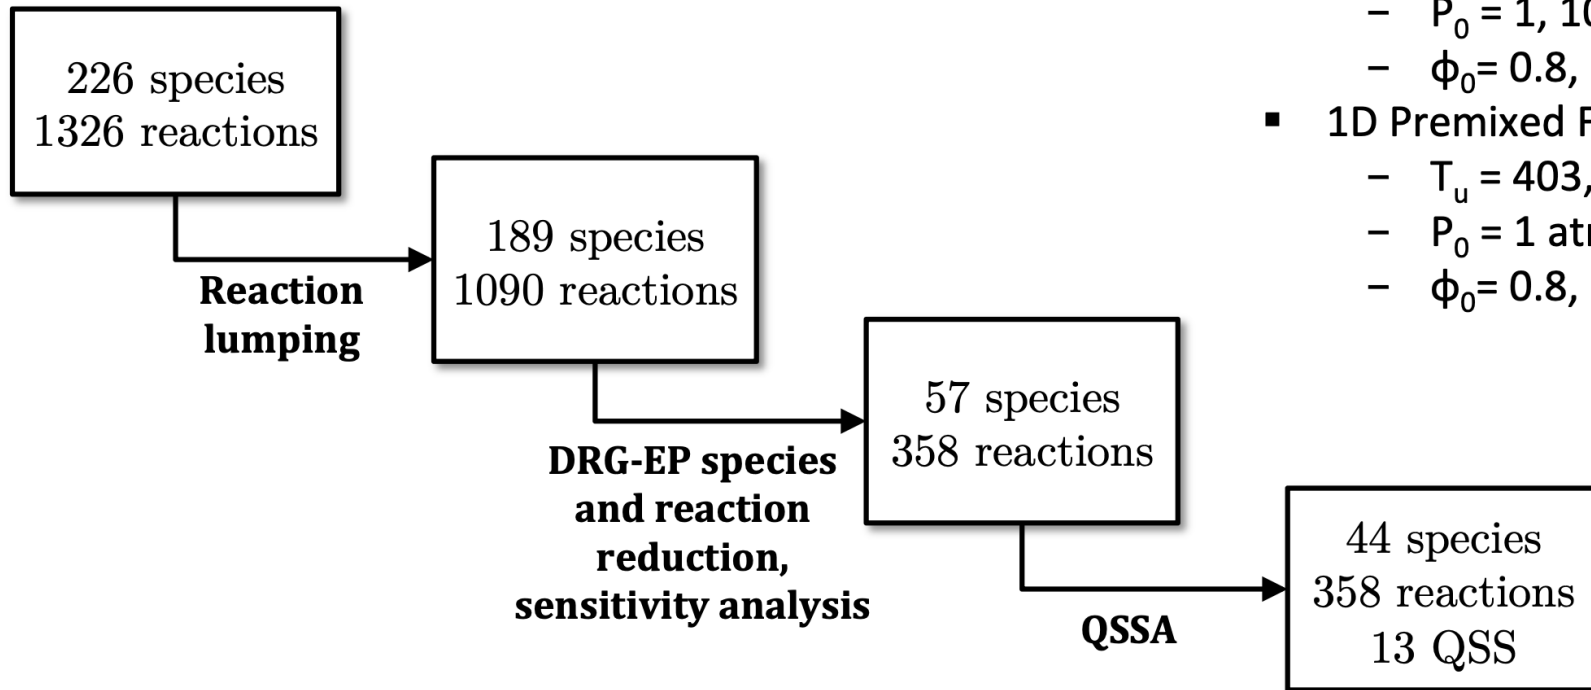 226 species
1326 reactions
Reaction
lumping
189 species
1090 reactions
DRG-EP species
and reaction
reduction,
sensitivity analysis
57 species
358 reactions
QSSA
44 species
358 reactions
13 QSS
– P₀ = 1, 10
– ϕ₀= 0.8,
▪ 1D Premixed
– Tᵤ = 403,
– P₀ = 1 atm
– ϕ₀= 0.8,